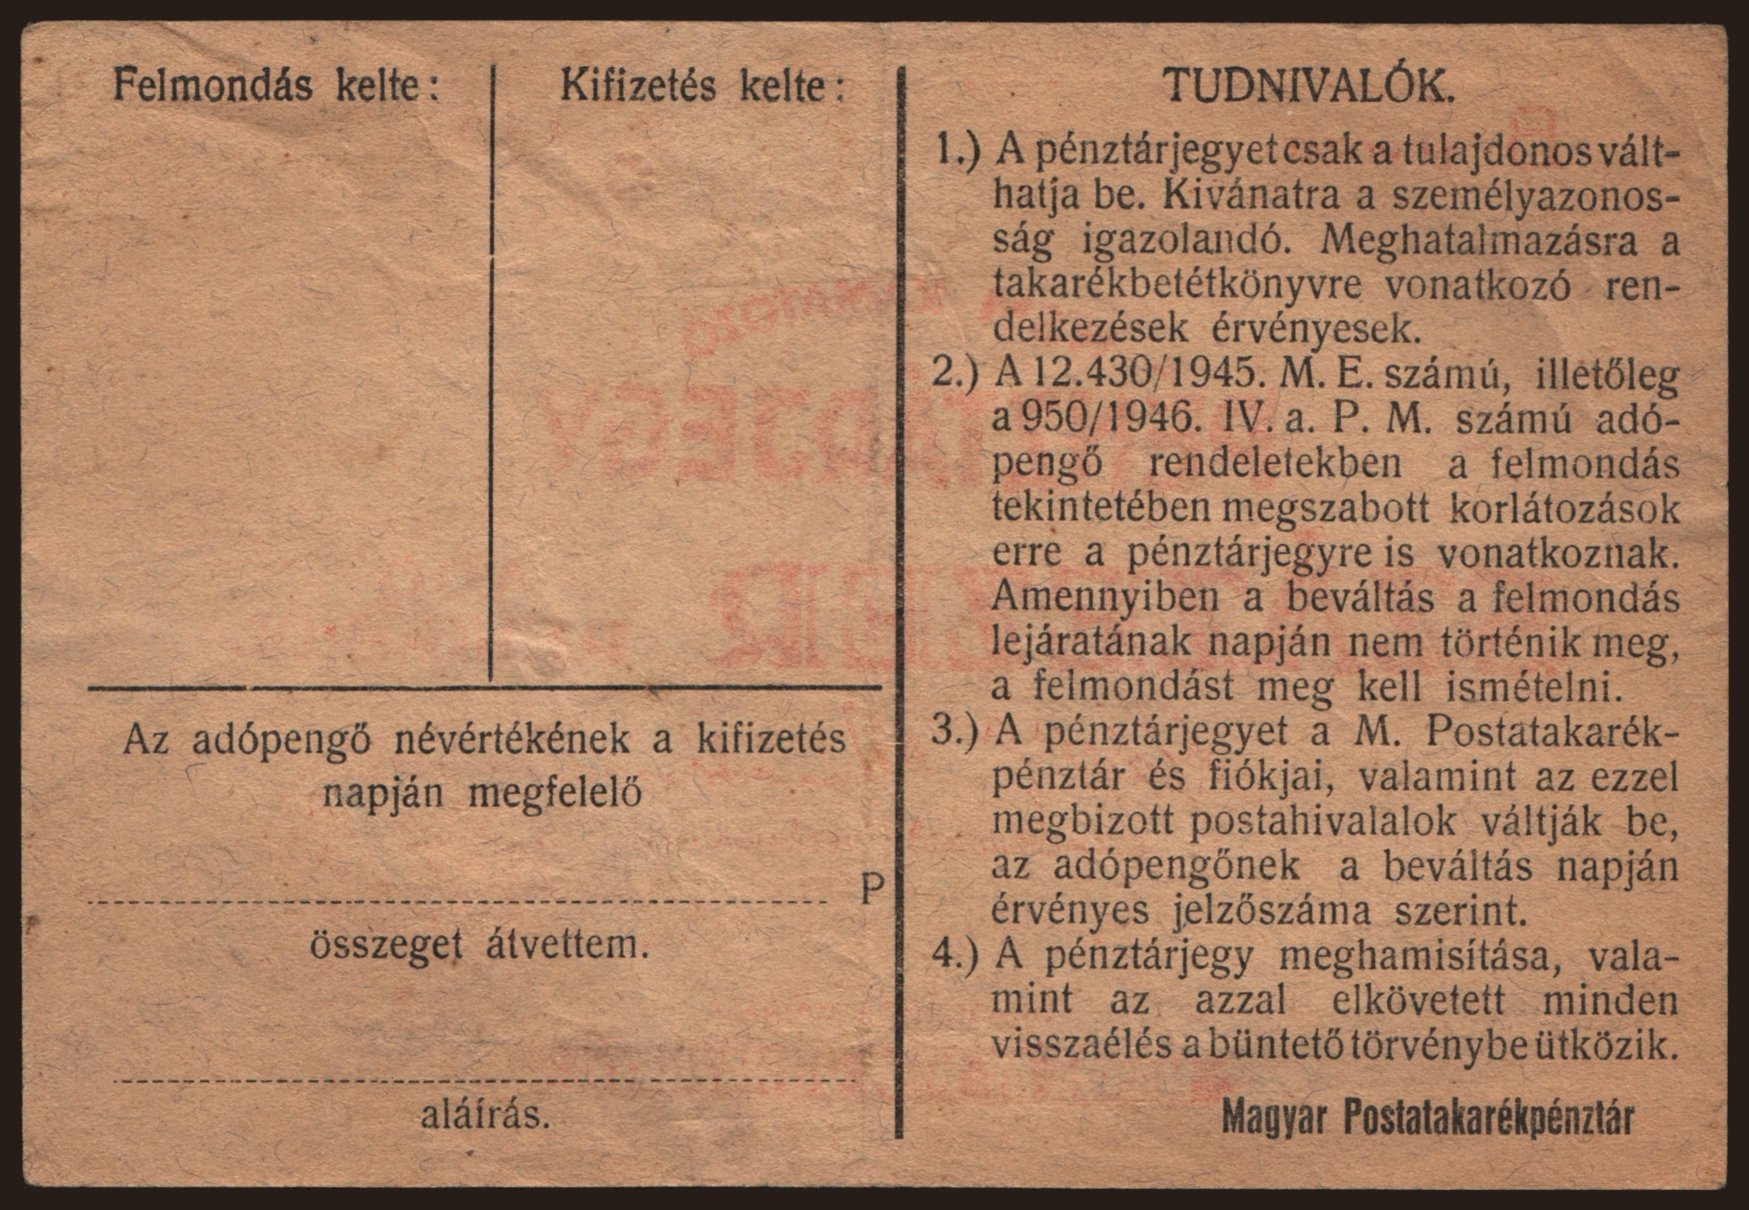 Felmondás kelte:
Kifizetés kelte:
Az adópengő névértékének a kifizetés
napján megfelelő
P
összeget átvettem.
aláírás.
TUDNIVALÓK.
1.) A pénztárjegyet csak a tulajdonos vált-
hatja be. Kivánatra a személyazonos-
ság igazolandó. Meghatalmazásra a
takarékbetétkönyvre vonatkozó ren-
delkezések érvényesek.
2.) A 12.430/1945. M. E. számú, illetőleg
a 950/1946. IV. a. P. M. számú adó-
pengő rendeletekben a felmondás
tekintetében megszabott korlátozások
erre a pénztárjegyre is vonatkoznak.
Amennyiben a beváltás a felmondás
lejáratának napján nem történik meg,
a felmondást meg kell ismételni.
3.) A pénztárjegyet a M. Postatakarék-
pénztár és fiókjai, valamint az ezzel
megbizott postahivalalok váltják be,
az adópengőnek a beváltás napján
érvényes jelzőszáma szerint.
4.) A pénztárjegy meghamisítása, vala-
mint az azzal elkövetett minden
visszaélés a büntető törvénybe ütközik.
Magyar Postatakarékpénztár